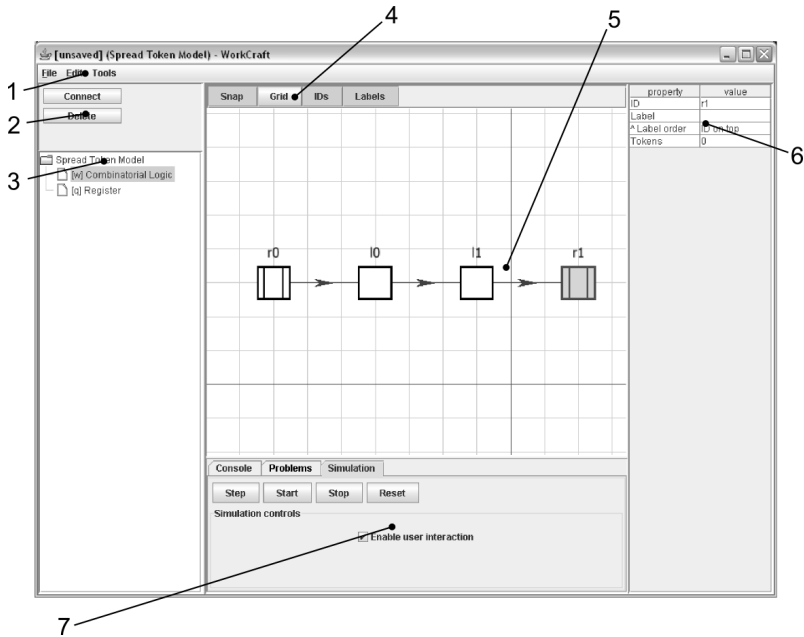 4
5
[unsaved] (Spread Token Model) - WorkCraft
File Edit Tools
1
Connect
2
Delete
Snap Grid IDs Labels
property value
ID r1
Label
^ Label order ID on top
Tokens 0
6
Spread Token Model
3
[w] Combinatorial Logic
[q] Register
r0 l0 l1 r1
Console Problems Simulation
Step Start Stop Reset
Simulation controls
Enable user interaction
7